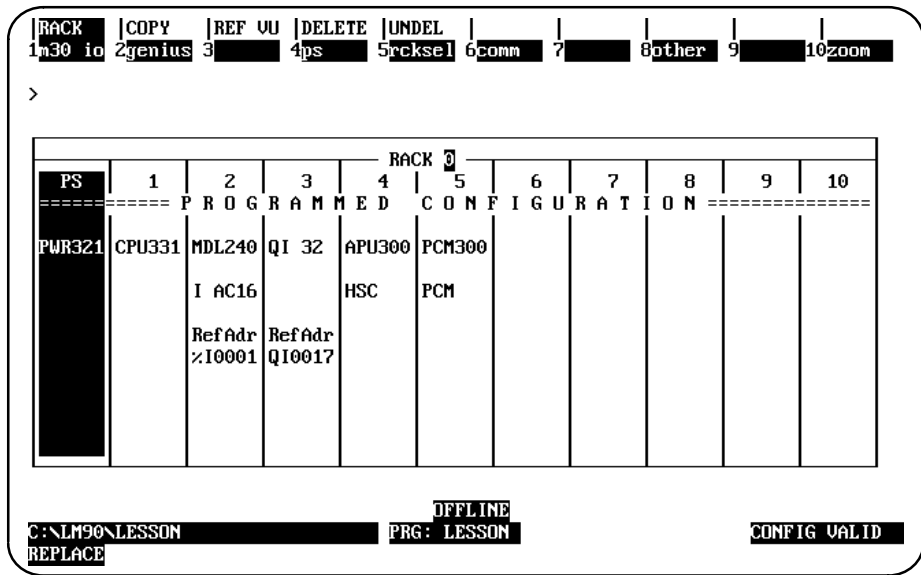 |RACK |COPY |REF VU |DELETE |UNDEL | | | | |
1m30 io 2genius 3 4ps 5rcksel 6comm 7 8other 9 10zoom
>
RACK 0
PS 1 2 3 4 5 6 7 8 9 10
====== ===== P R O G R A M M E D C O N F I G U R A T I O N ================
PWR321 CPU331 MDL240 QI 32 APU300 PCM300
I AC16 HSC PCM
RefAdr RefAdr
%I0001 QI0017
OFFLINE
C:\LM90\LESSON PRG: LESSON CONFIG VALID
REPLACE